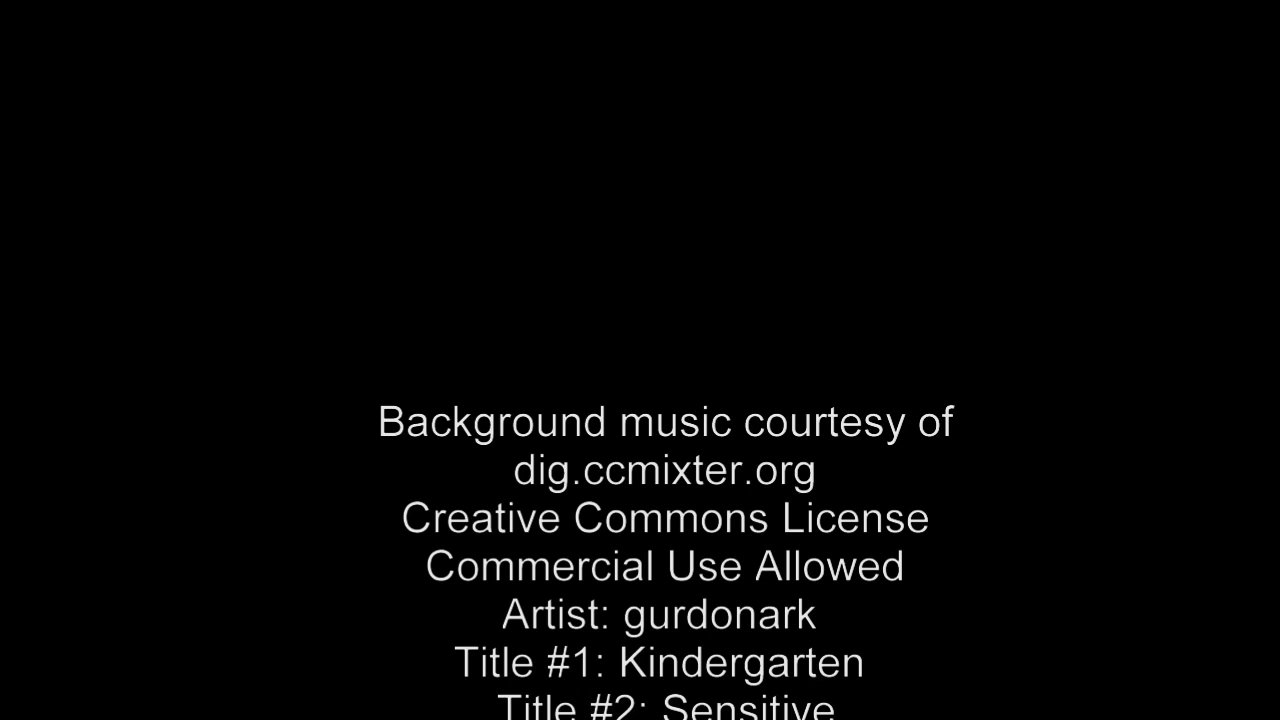 Background music courtesy of
dig.ccmixter.org
Creative Commons License
Commercial Use Allowed
Artist: gurdonark
Title #1: Kindergarten
Title #2: Sensitive